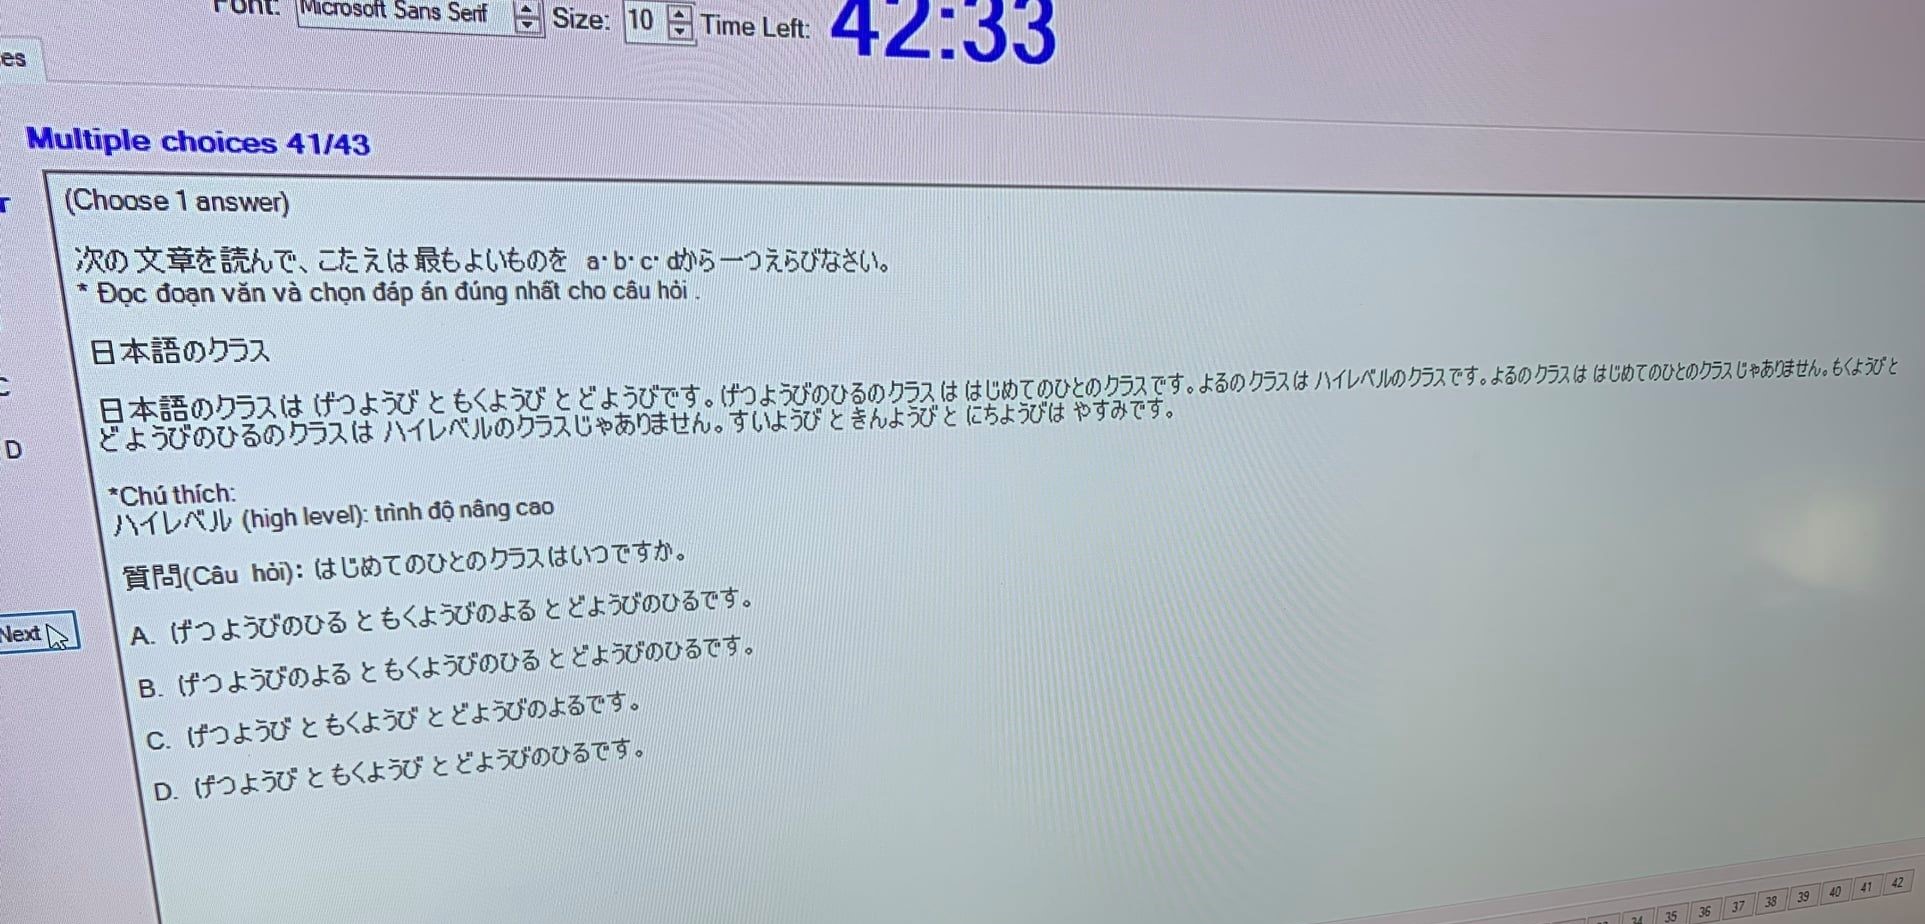 Font: Microsoft Sans Serif Size: 10 Time Left: 42:33
es
Multiple choices 41/43
(Choose 1 answer)
次の 文章を読んで、こたえは 最もよいものを a· b· c· dから一つえらびなさい。
* Đọc đoạn văn và chọn đáp án đúng nhất cho câu hỏi .
日本語のクラス
日本語のクラスは げつようび と もくようび と どようびです。げつようびのひるのクラス は はじめてのひとのクラスです。よるのクラスは ハイレベルのクラスです。よるのクラスは はじめてのひとのクラスじゃありません。もくようび と
どようびのひるのクラスは ハイレベルのクラスじゃありません。すいようび と きんようび と にちようびは やすみです。
*Chú thích:
ハイレベル (high level): trình độ nâng cao
質問(Câu hỏi): はじめてのひとのクラスはいつですか。
A. げつようびのひる と もくようびのよる と どようびのひるです。
B. げつようびのよる と もくようびのひる と どようびのひるです。
C. げつようび と もくようび と どようびのよるです。
D. げつようび と もくようび と どようびのひるです。
D
Next
34 35 36 37 38 39 40 41 42